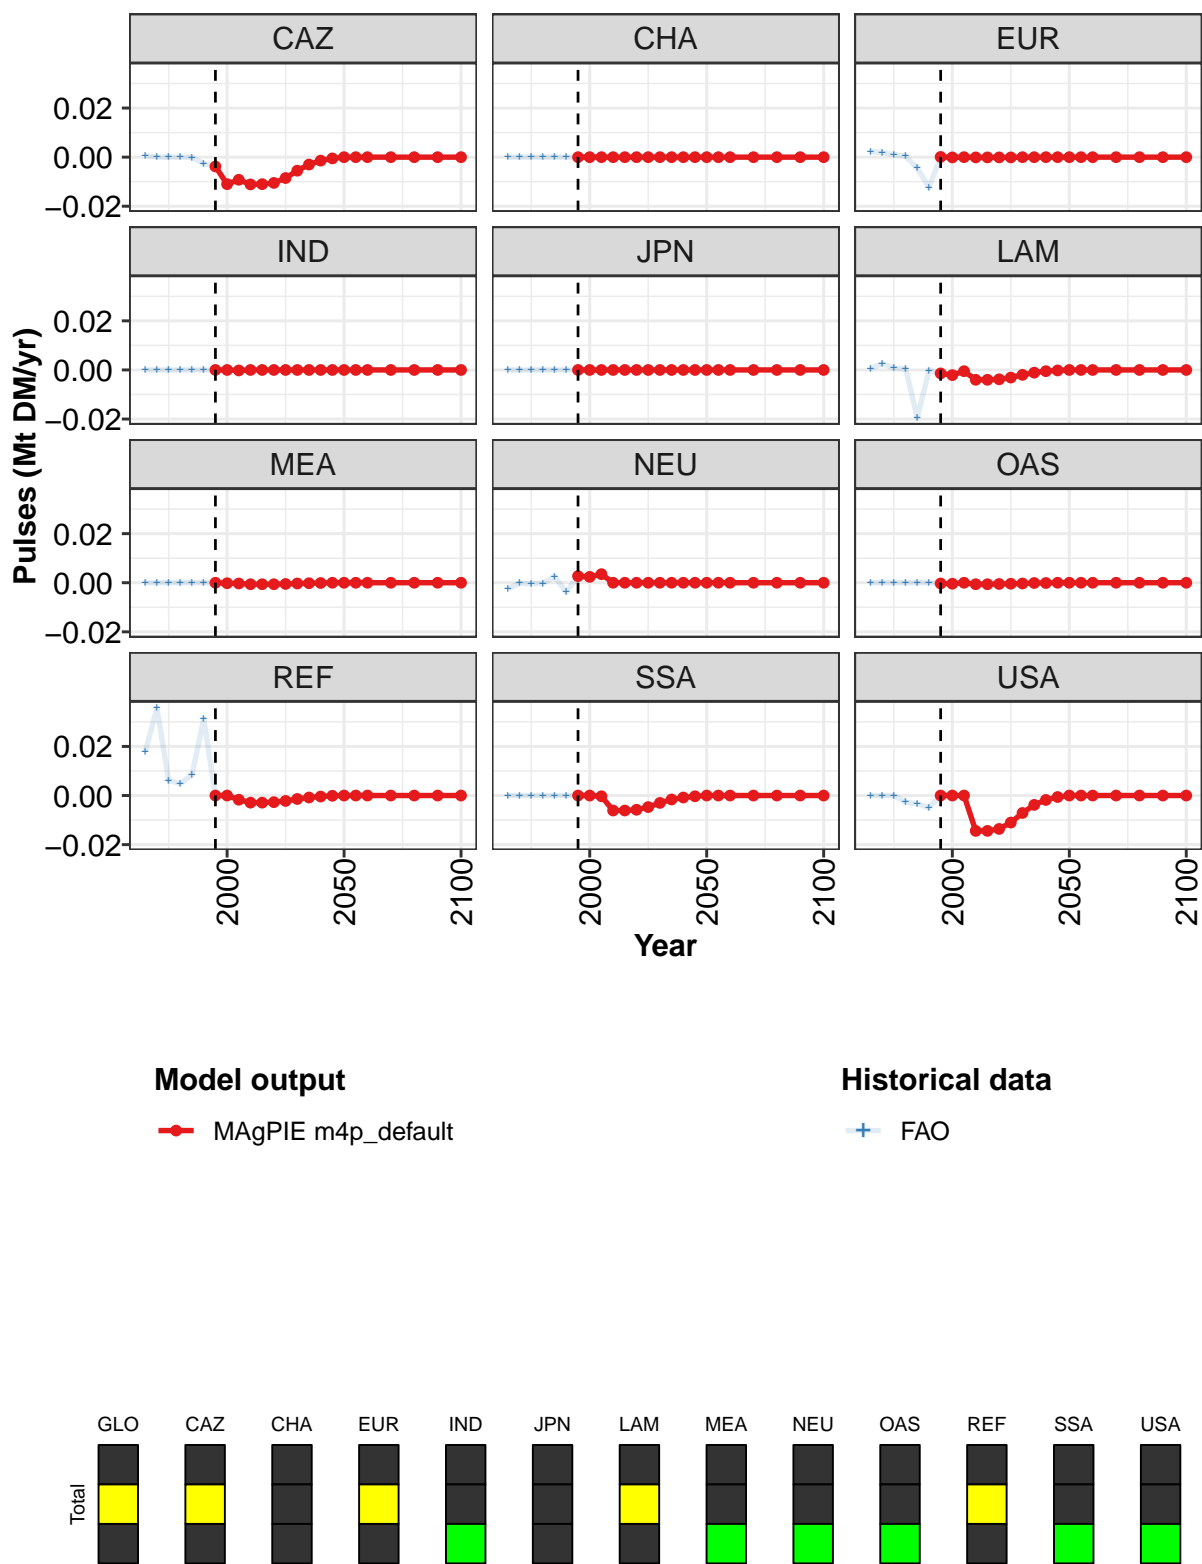 CAZ CHA EUR
0.02
0.00
−0.02
IND JPN LAM
0.02
0.00
−0.02
MEA NEU OAS
0.02
0.00
−0.02
REF SSA USA
0.02
0.00
−0.02
Pulses (Mt DM/yr)
2000 2050 2100 2000 2050 2100 2000 2050 2100
Year
Model output Historical data
MAgPIE m4p_default FAO
GLO CAZ CHA EUR IND JPN LAM MEA NEU OAS REF SSA USA
Total